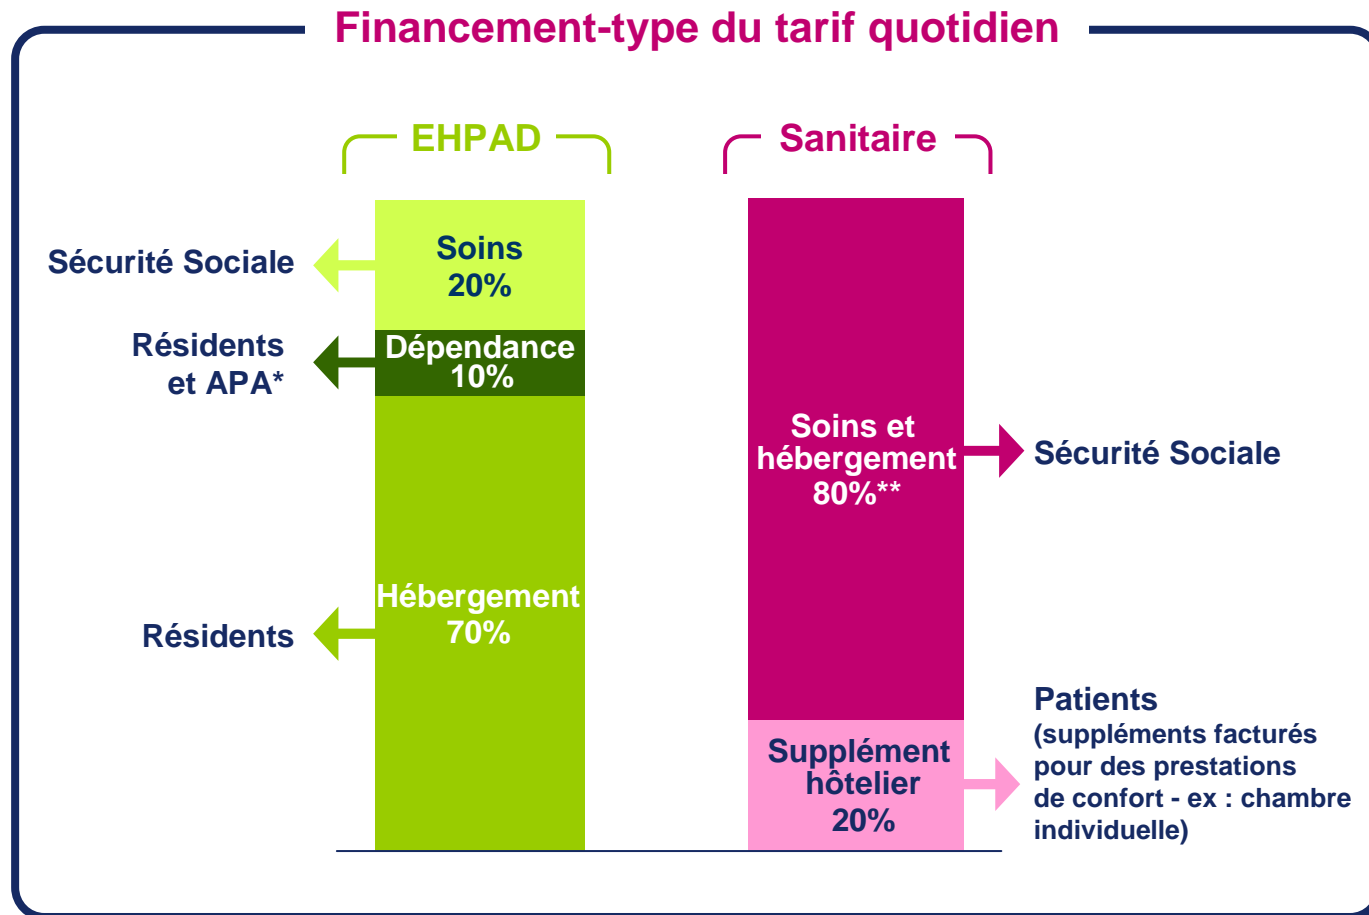 Financement-type du tarif quotidien
EHPAD
Sécurité Sociale
Soins
20%
Résidents
et APA*
Dépendance
10%
Résidents
Hébergement
70%
Sanitaire
Soins et
hébergement
80%**
Sécurité Sociale
Supplément
hôtelier
20%
Patients
(suppléments facturés
pour des prestations
de confort - ex : chambre
individuelle)